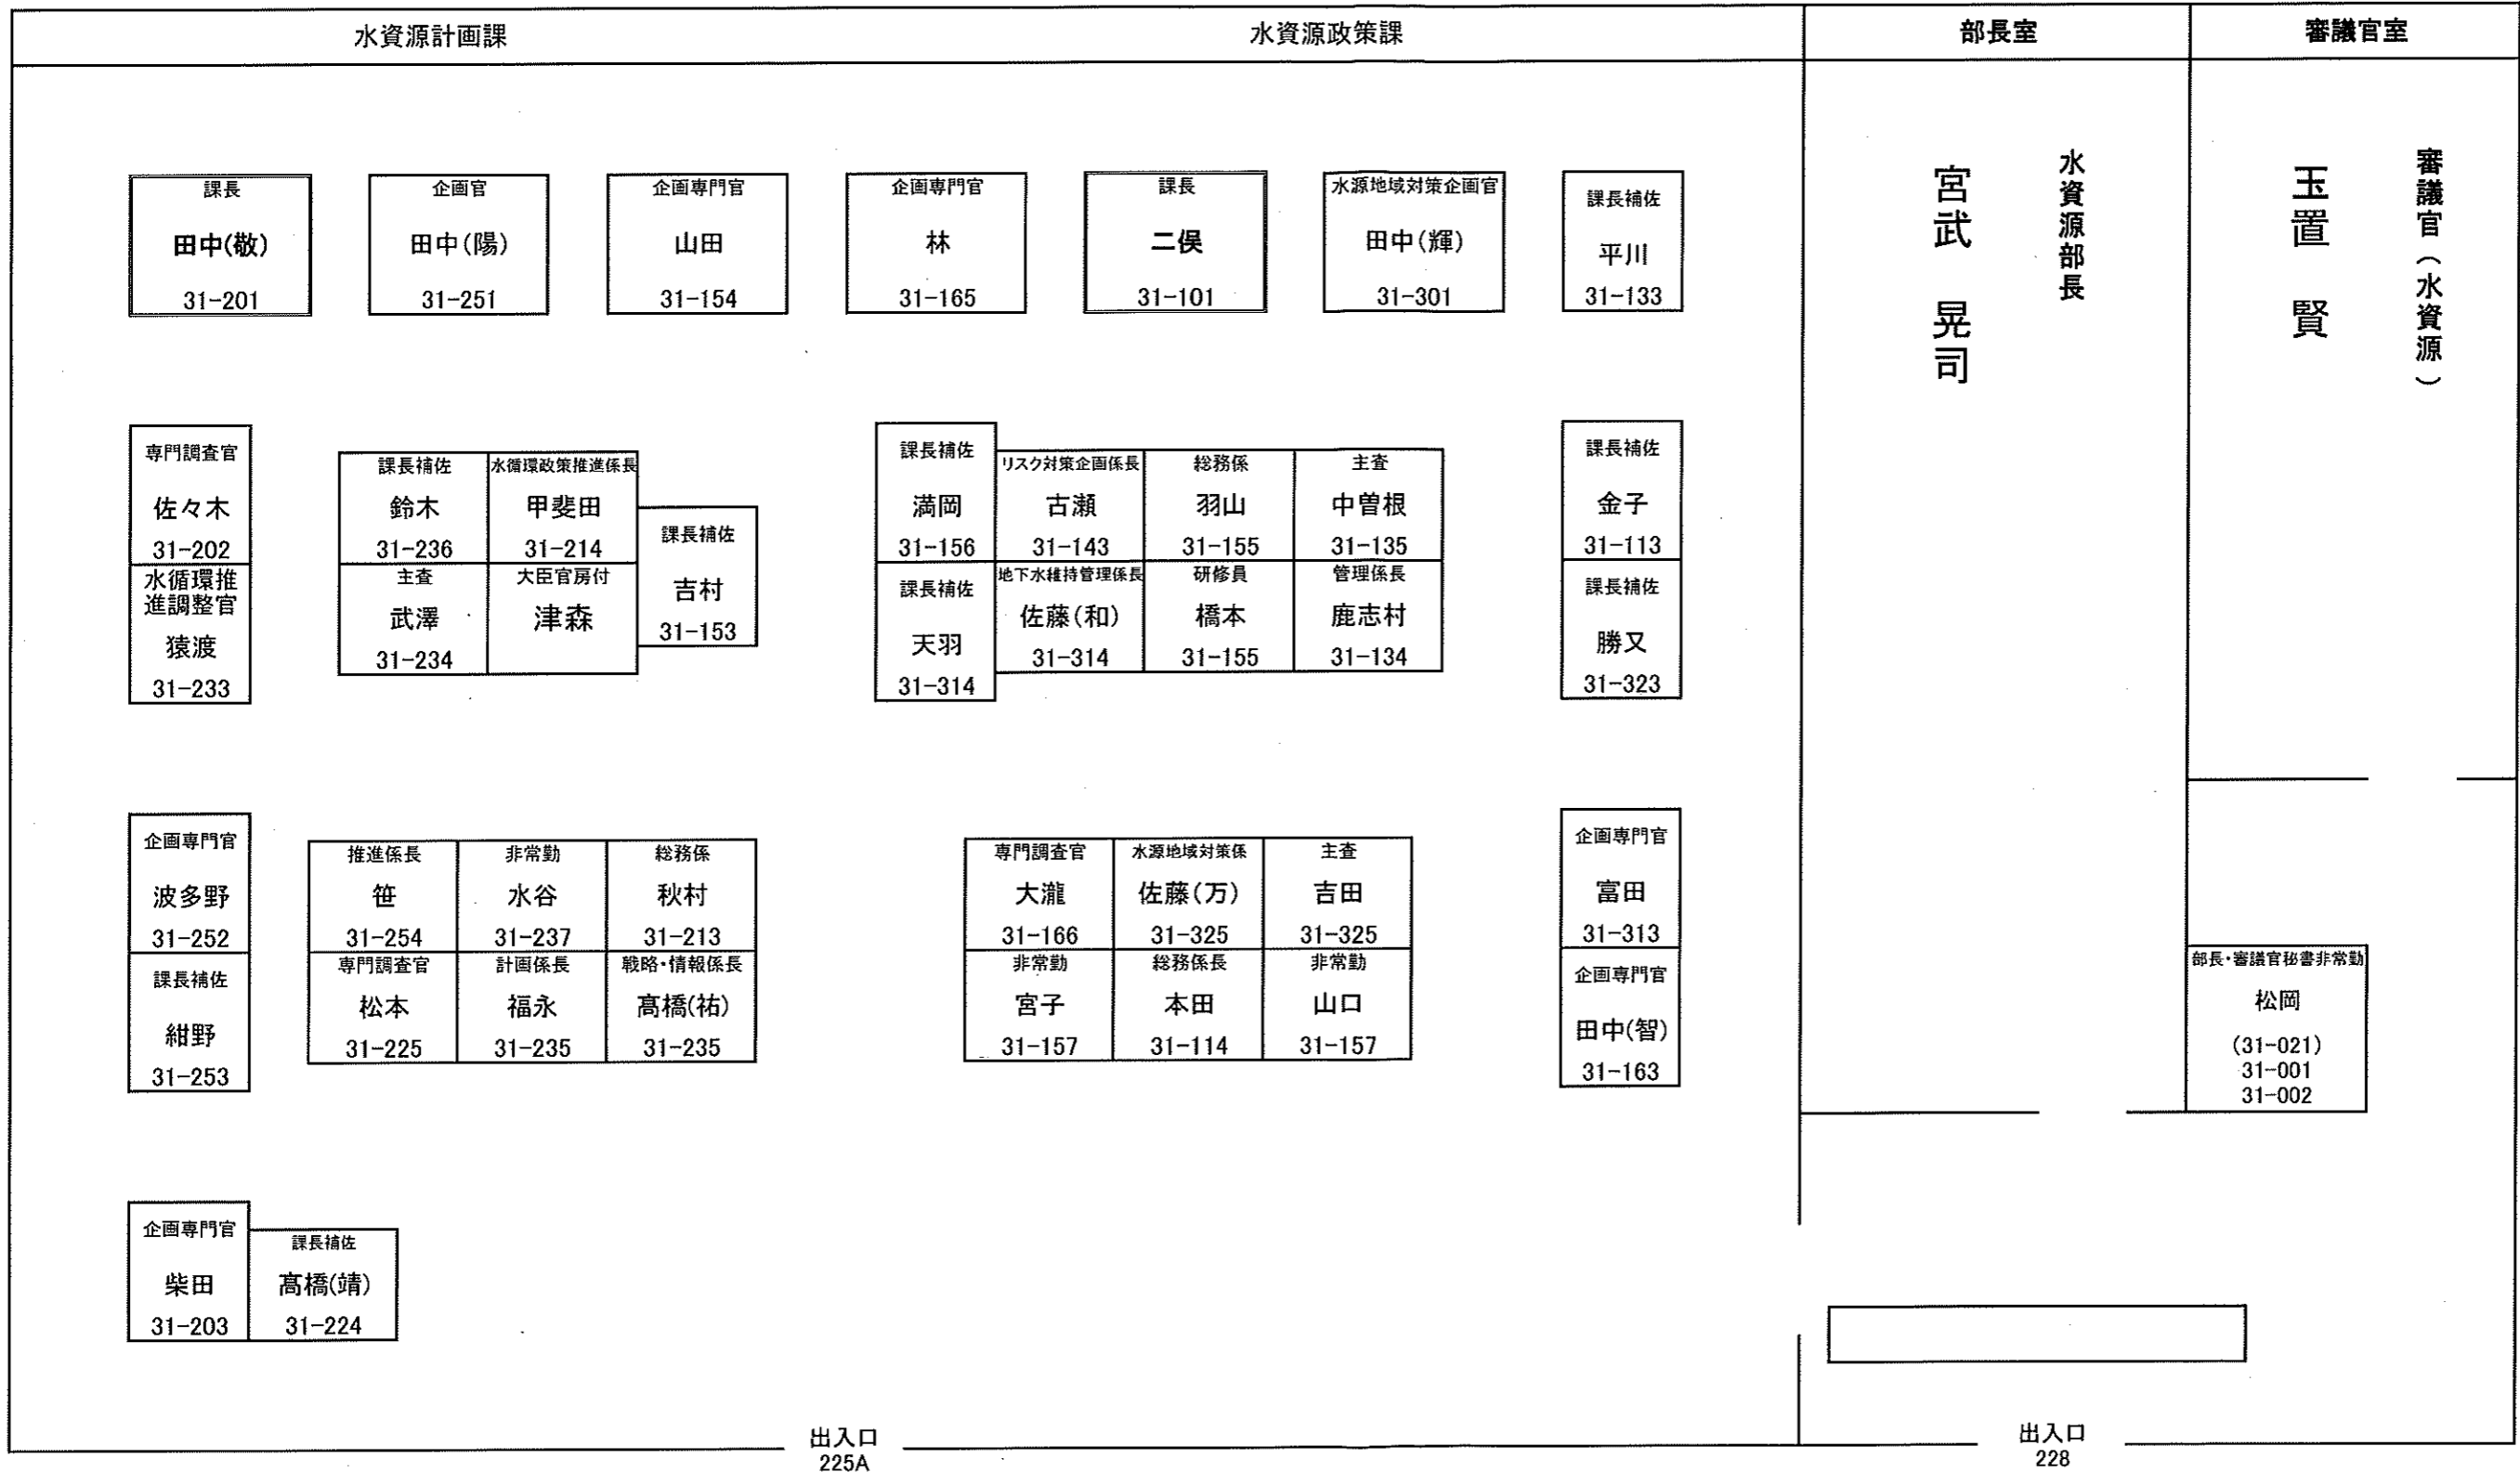 水資源計画課
水資源政策課
部長室
審議官室
課長
田中(敬)
31-201
企画官
田中(陽)
31-251
企画専門官
山田
31-154
企画専門官
林
31-165
課長
二俣
31-101
水源地域対策企画官
田中(輝)
31-301
課長補佐
平川
31-133
水資源部長
宮武 晃司
審議官(水資源)
玉置 賢
専門調査官
佐々木
31-202
水循環推
進調整官
猿渡
31-233
課長補佐
鈴木
31-236
水循環政策推進係長
甲斐田
31-214
主査
武澤
31-234
大臣官房付
津森
課長補佐
吉村
31-153
課長補佐
満岡
31-156
課長補佐
天羽
31-314
リスク対策企画係長
古瀬
31-143
総務係
羽山
31-155
主査
中曽根
31-135
地下水維持管理係長
佐藤(和)
31-314
研修員
橋本
31-155
管理係長
鹿志村
31-134
課長補佐
金子
31-113
課長補佐
勝又
31-323
企画専門官
波多野
31-252
課長補佐
紺野
31-253
推進係長
笹
31-254
非常勤
水谷
31-237
総務係
秋村
31-213
専門調査官
松本
31-225
計画係長
福永
31-235
戦略・情報係長
髙橋(祐)
31-235
専門調査官
大瀧
31-166
水源地域対策係
佐藤(万)
31-325
主査
吉田
31-325
非常勤
宮子
31-157
総務係長
本田
31-114
非常勤
山口
31-157
企画専門官
富田
31-313
企画専門官
田中(智)
31-163
部長・審議官秘書非常勤
松岡
(31-021)
31-001
31-002
企画専門官
柴田
31-203
課長補佐
髙橋(靖)
31-224
出入口
225A
出入口
228